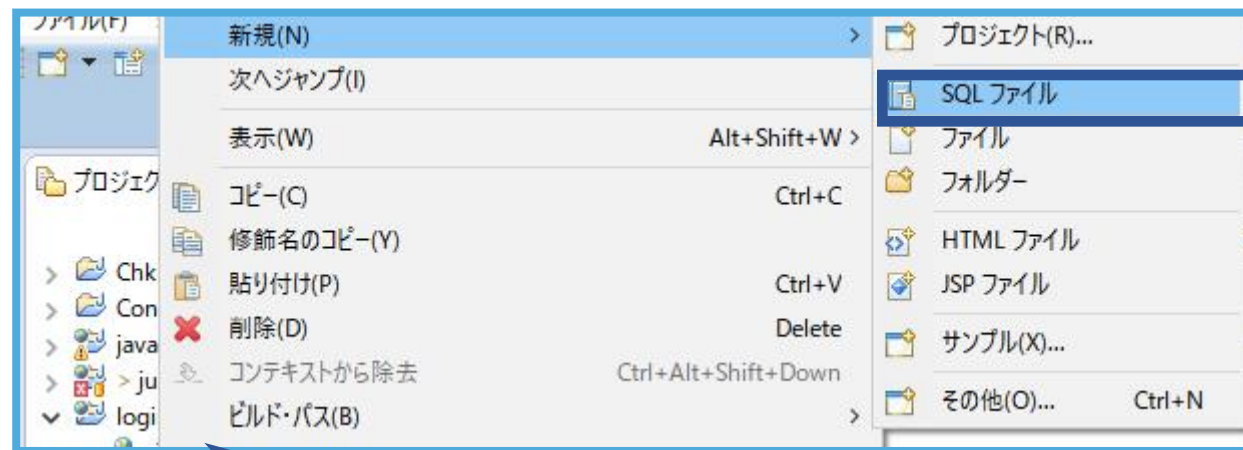 ファイル(F)
新規(N) >
次へジャンプ(I)
表示(W) Alt+Shift+W >
コピー(C) Ctrl+C
修飾名のコピー(Y)
貼り付け(P) Ctrl+V
削除(D) Delete
コンテキストから除去 Ctrl+Alt+Shift+Down
ビルド・パス(B) >
プロジェクト(R)...
SQL ファイル
ファイル
フォルダー
HTML ファイル
JSP ファイル
サンプル(X)...
その他(O)... Ctrl+N
プロジェク
> Chk
> Con
> java
> > ju
logi